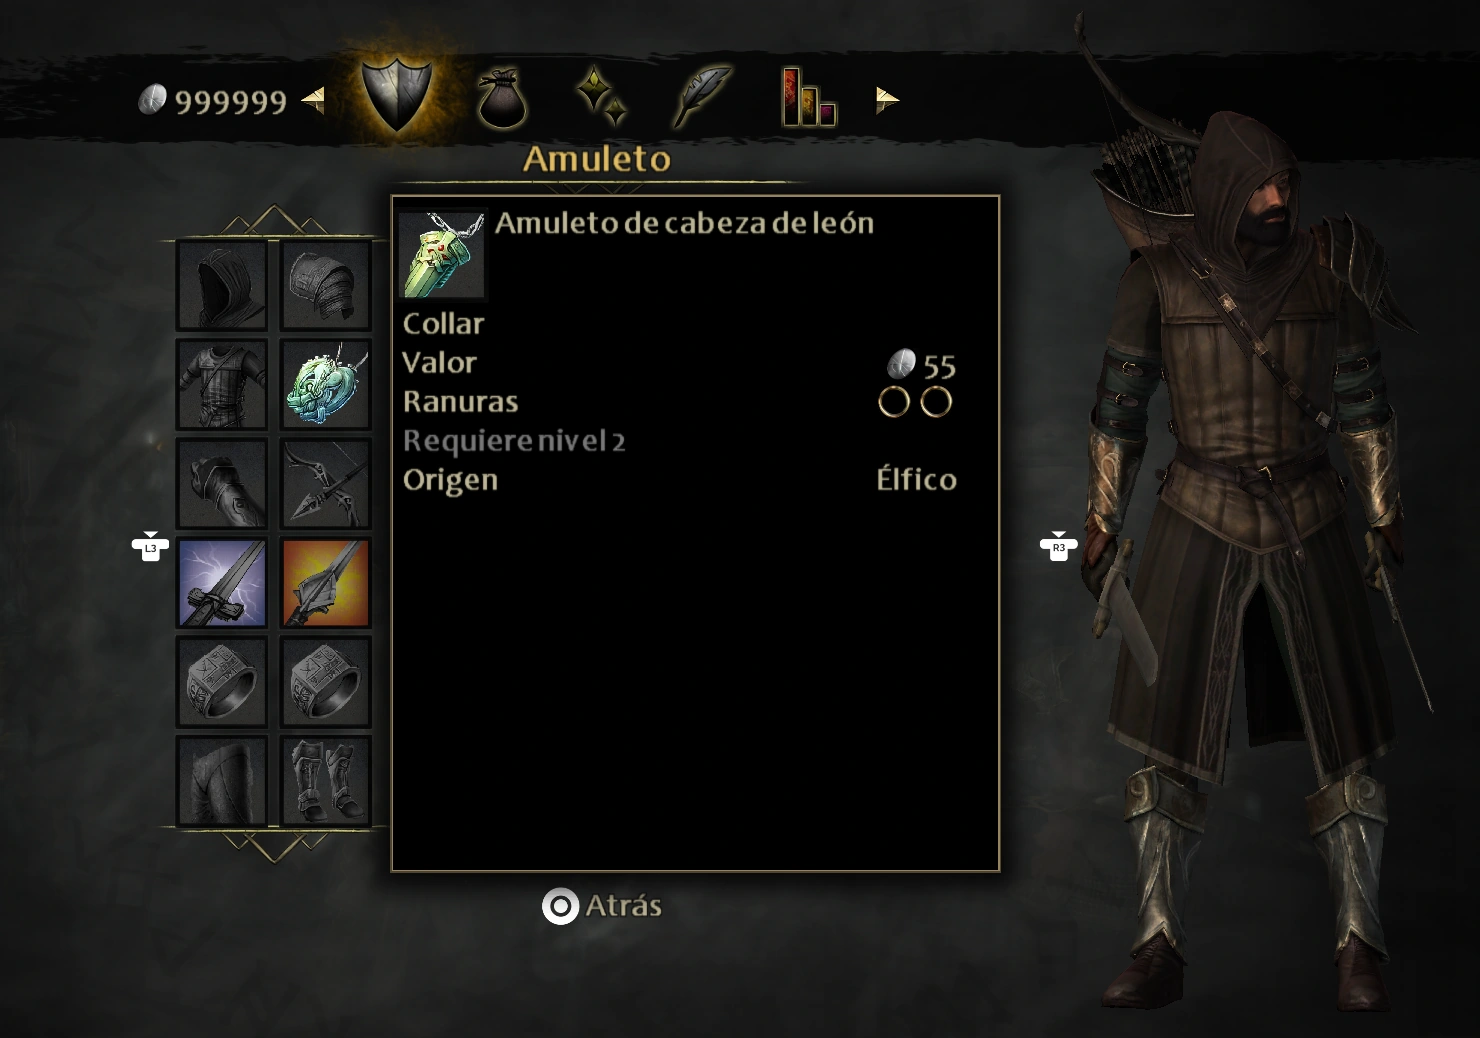 999999
Amuleto
Amuleto de cabeza de león
Collar
Valor 55
Ranuras
Requiere nivel 2
Origen Élfico
L3
R3
Atrás